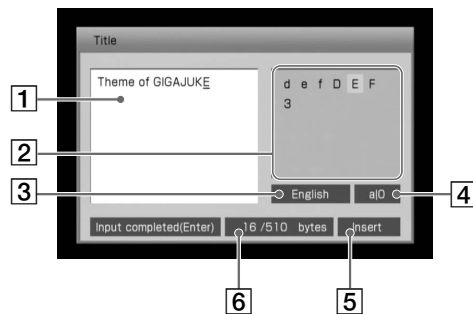 Title
Theme of GIGAJUKE
d e f D E F
3
1
2
3
English
a|0
4
Input completed(Enter)
16 /510 bytes
Insert
6
5